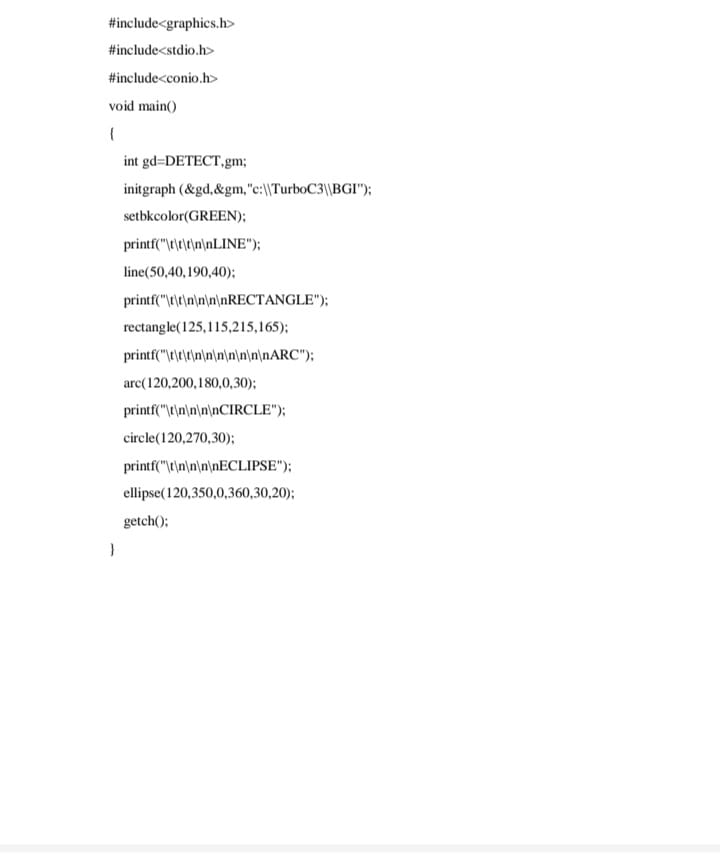 #include<graphics.h>
#include<stdio.h>
#include<conio.h>
void main()
{
int gd=DETECT,gm;
initgraph (&gd,&gm,"c:\\TurboC3\\BGI");
setbkcolor(GREEN);
printf("\t\t\t\n\nLINE");
line(50,40,190,40);
printf("\t\t\n\n\n\nRECTANGLE");
rectangle(125,115,215,165);
printf("\t\t\t\n\n\n\n\n\n\nARC");
arc(120,200,180,0,30);
printf("\t\n\n\n\nCIRCLE");
circle(120,270,30);
printf("\t\n\n\n\nECLIPSE");
ellipse(120,350,0,360,30,20);
getch();
}